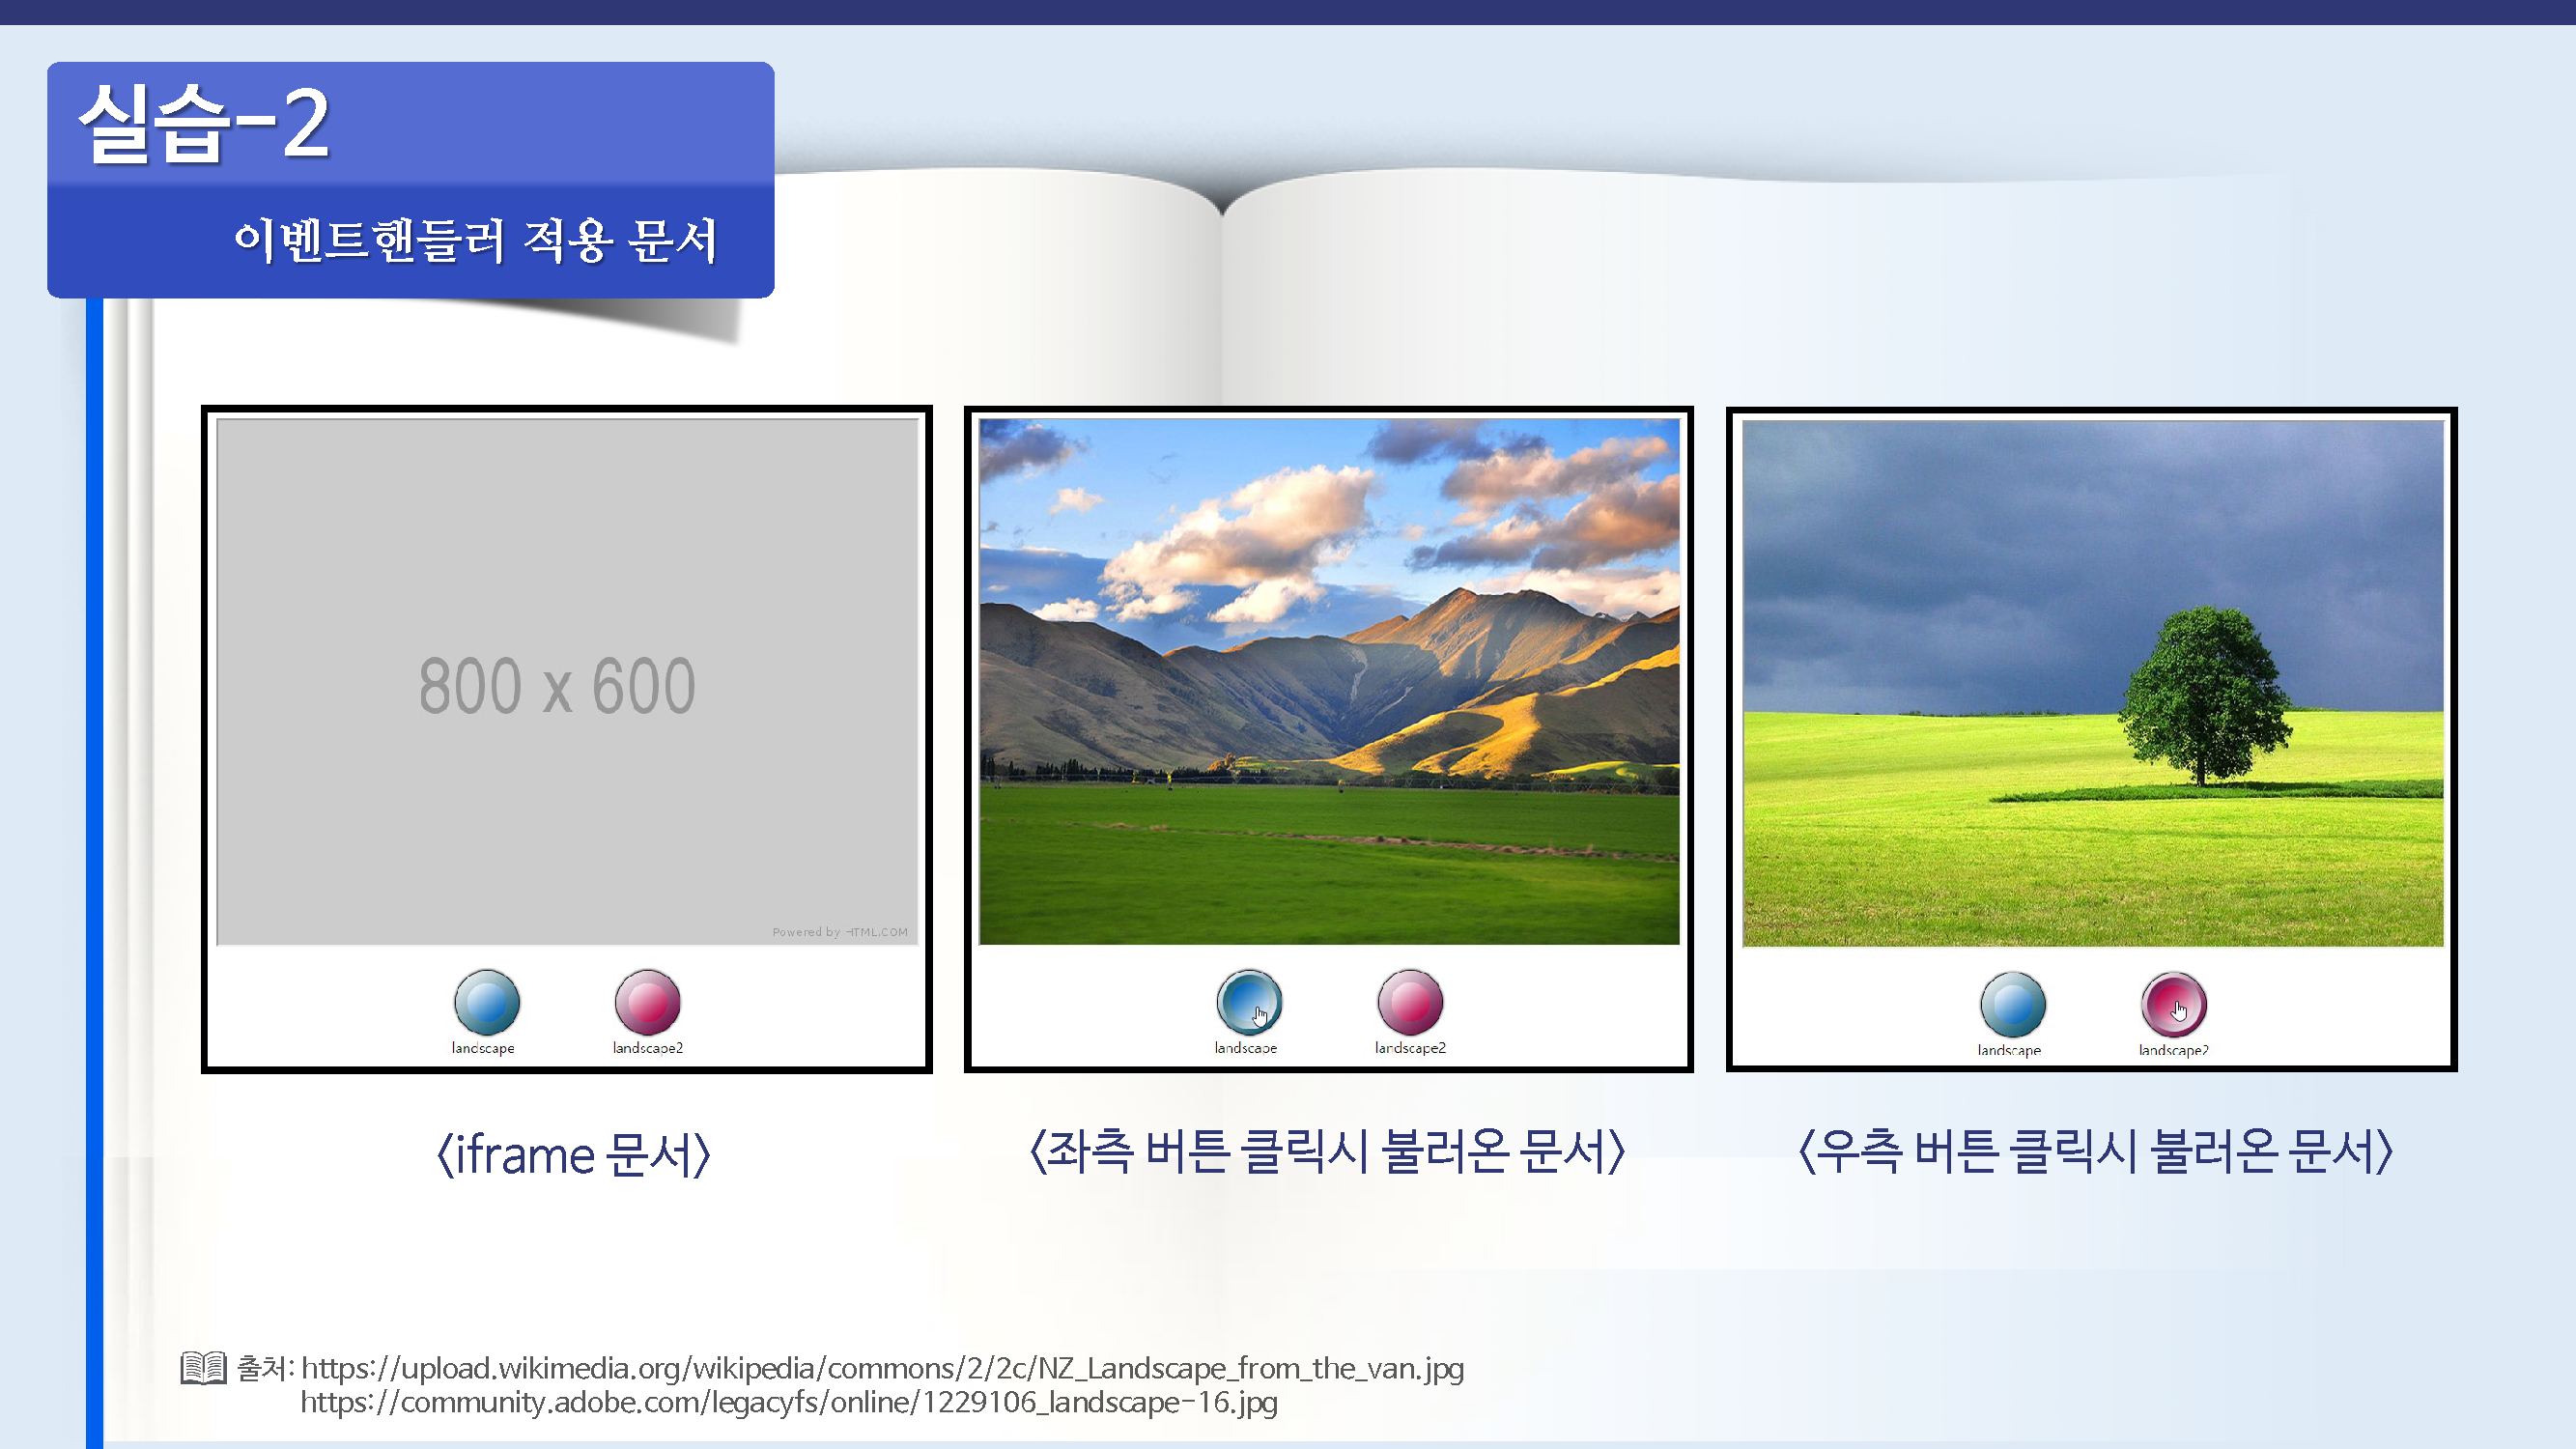 실습-2
이벤트핸들러 적용 문서
800 x 600
Powered by HTML.COM
landscape
landscape2
landscape
landscape2
landscape
landscape2
<iframe 문서>
<좌측 버튼 클릭시 불러온 문서>
<우측 버튼 클릭시 불러온 문서>
출처: https://upload.wikimedia.org/wikipedia/commons/2/2c/NZ_Landscape_from_the_van.jpg
https://community.adobe.com/legacyfs/online/1229106_landscape-16.jpg